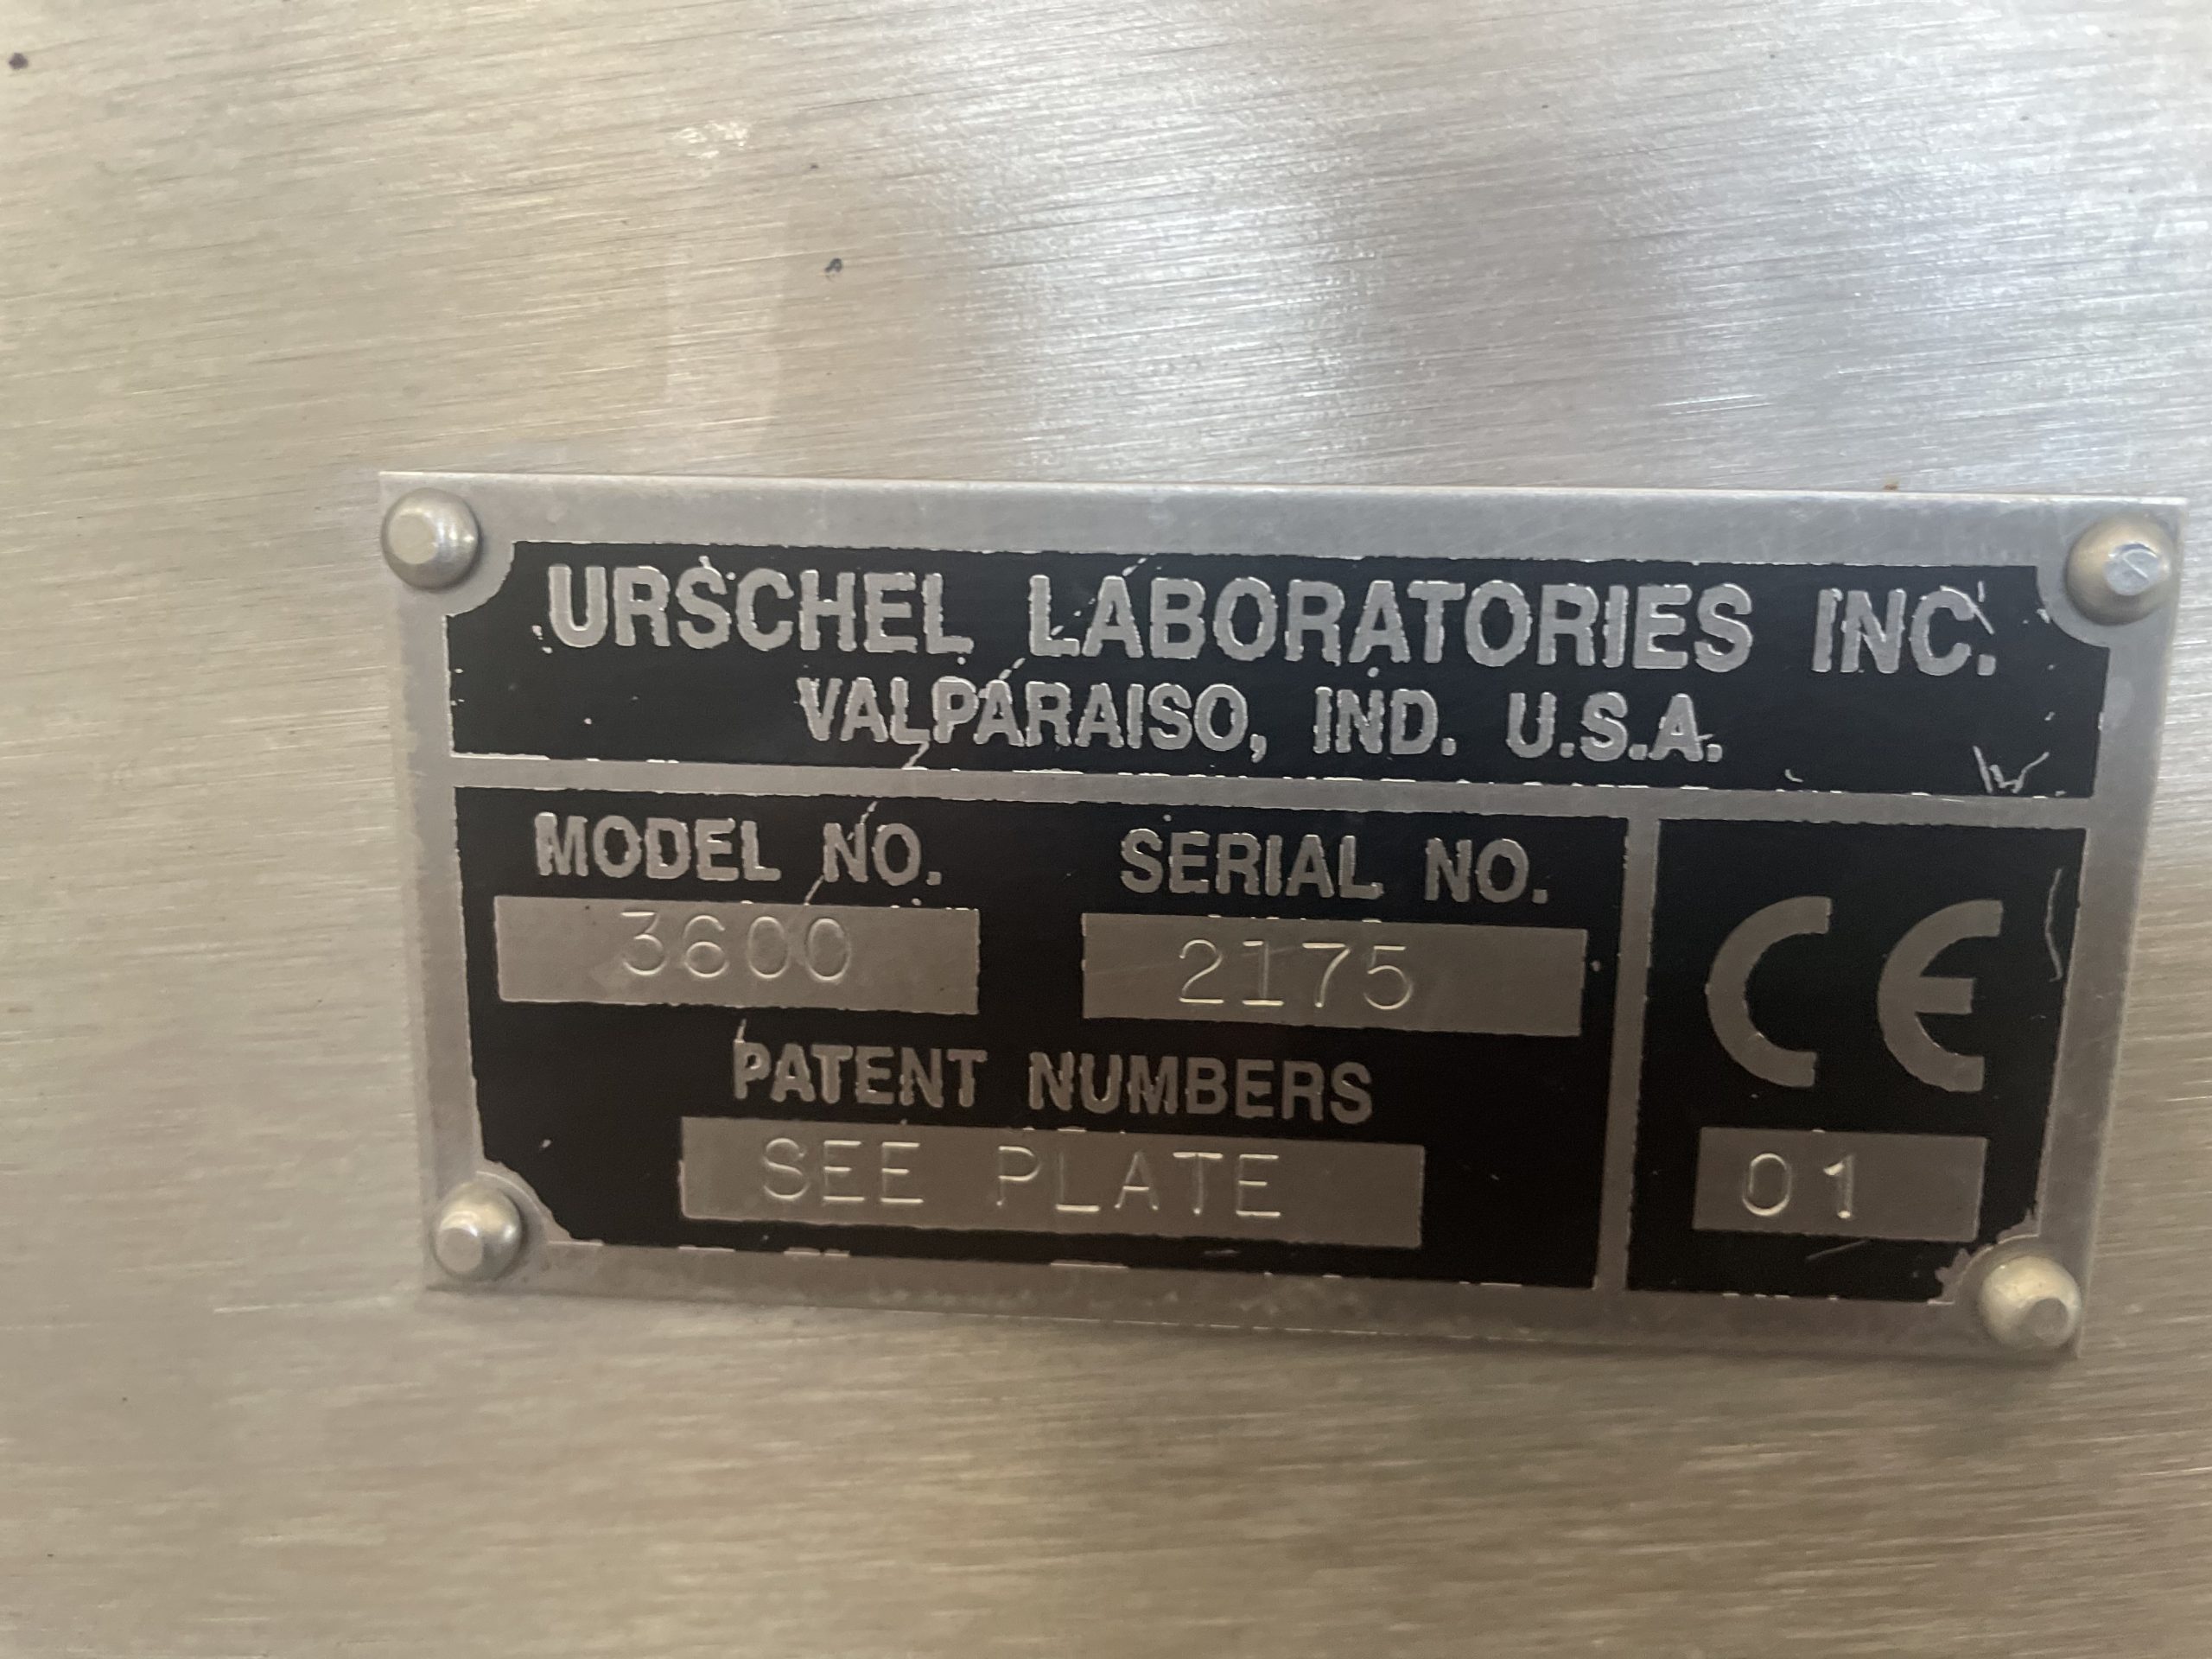 URSCHEL LABORATORIES INC.
VALPARAISO, IND. U.S.A.
MODEL NO. SERIAL NO.
3600 2175
CE
PATENT NUMBERS
SEE PLATE
01